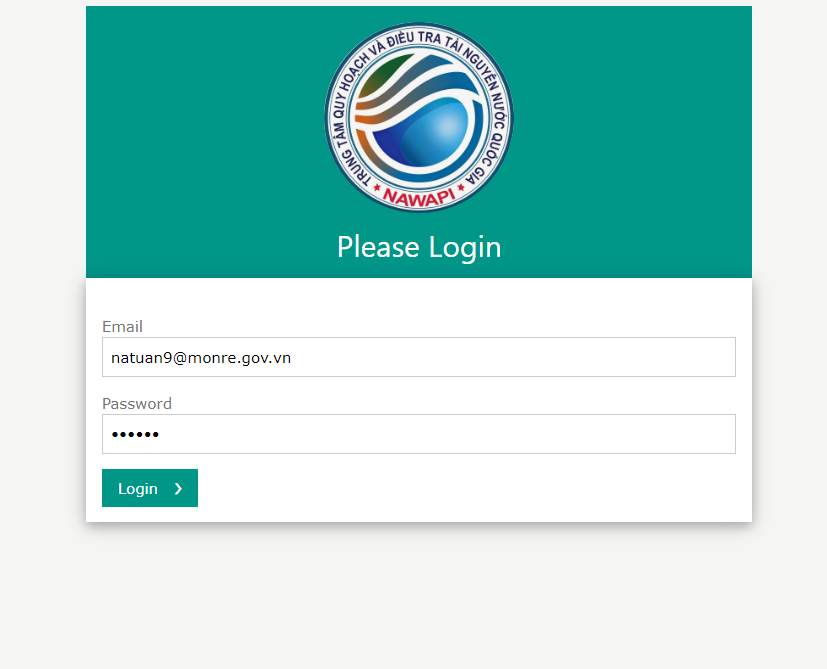 TRUNG TÂM QUY HOẠCH VÀ ĐIỀU TRA TÀI NGUYÊN NƯỚC QUỐC GIA
NAWAPI
Please Login
Email
natuan9@monre.gov.vn
Password
••••••
Login